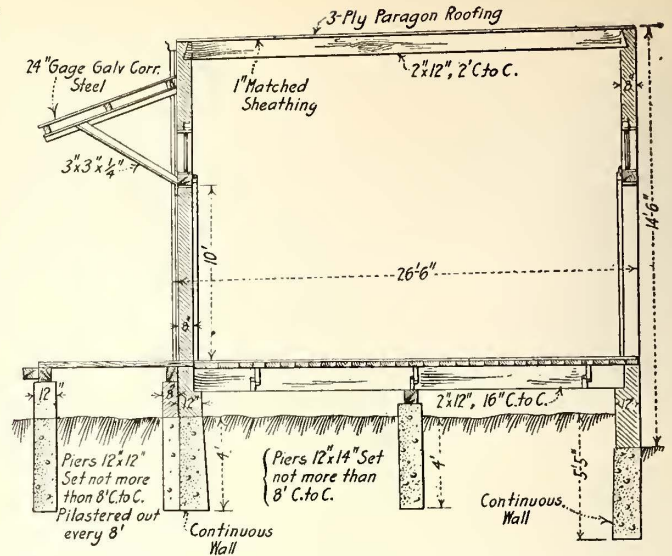 3-Ply Paragon Roofing
24" Gage Galv Corr.
Steel
1" Matched
Sheathing
2"x12", 2' C. to C.
8"
3"x3"x1/4"
14'-6"
10'
26'-6"
8"
12"
8"
12"
2"x12", 16" C. to C.
12"
Piers 12"x12"
Set not more
than 8' C. to C.
Pilastered out
every 8'
4'
Piers 12"x14" Set
not more than
8' C. to C.
4'
5'-5"
Continuous
Wall
Continuous
Wall